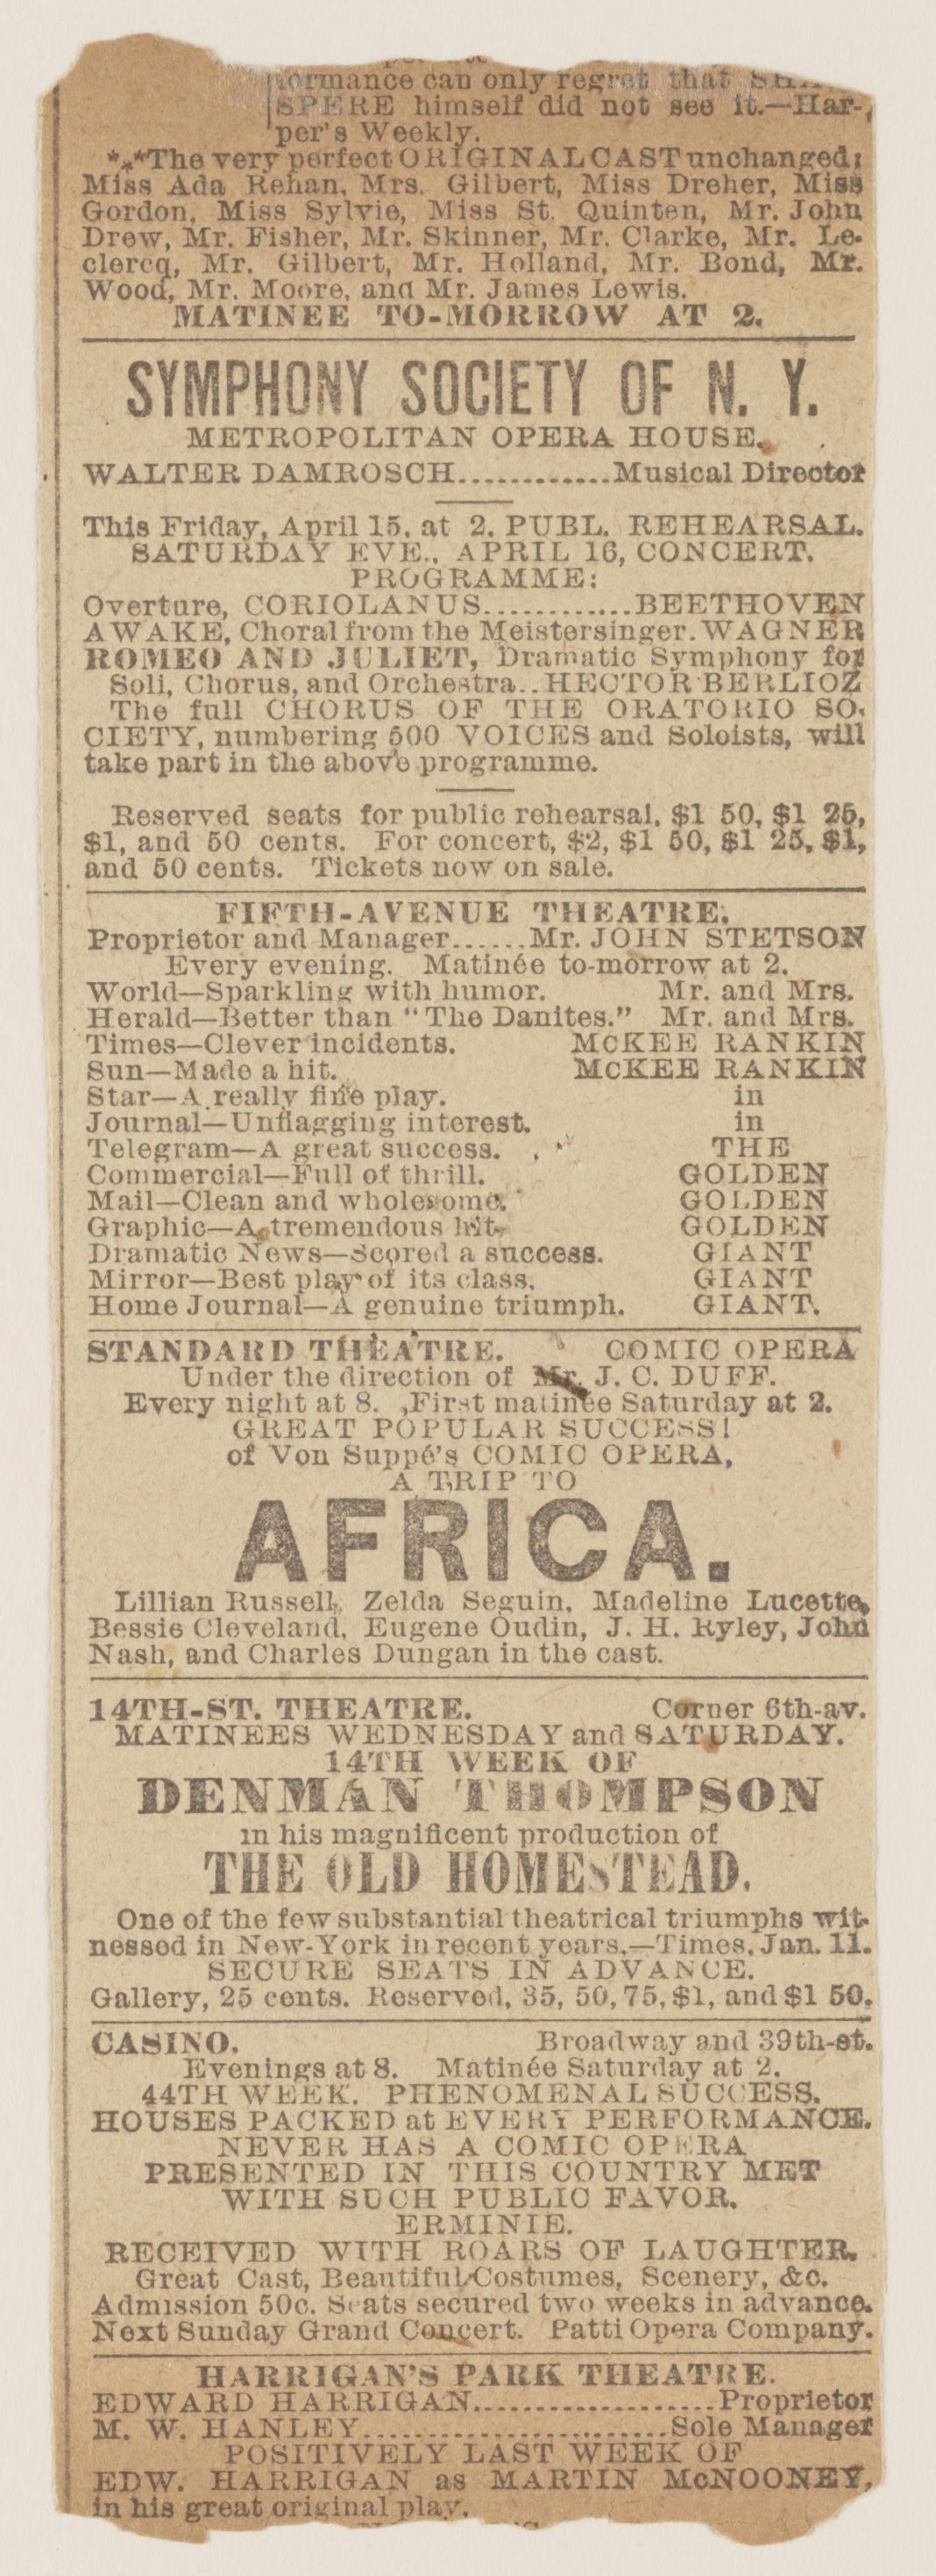 formance can only regret that
SPERE himself did not see it.—Har-
per's Weekly.
*⁎*The very perfect ORIGINAL CAST unchanged:
Miss Ada Rehan, Mrs. Gilbert, Miss Dreher, Miss
Gordon, Miss Sylvie, Miss St. Quinten, Mr. John
Drew, Mr. Fisher, Mr. Skinner, Mr. Clarke, Mr. Le-
clercq, Mr. Gilbert, Mr. Holland, Mr. Bond, Mr.
Wood, Mr. Moore, and Mr. James Lewis.
MATINEE TO-MORROW AT 2.
SYMPHONY SOCIETY OF N. Y.
METROPOLITAN OPERA HOUSE.
WALTER DAMROSCH............Musical Director
This Friday, April 15, at 2, PUBL. REHEARSAL.
SATURDAY EVE., APRIL 16, CONCERT.
PROGRAMME:
Overture, CORIOLANUS............BEETHOVEN
AWAKE, Choral from the Meistersinger. WAGNER
ROMEO AND JULIET, Dramatic Symphony for
Soli, Chorus, and Orchestra..HECTOR BERLIOZ
The full CHORUS OF THE ORATORIO SO-
CIETY, numbering 500 VOICES and Soloists, will
take part in the above programme.
Reserved seats for public rehearsal, $1 50, $1 25,
$1, and 50 cents. For concert, $2, $1 50, $1 25, $1,
and 50 cents. Tickets now on sale.
FIFTH-AVENUE THEATRE.
Proprietor and Manager......Mr. JOHN STETSON
Every evening. Matinée to-morrow at 2.
World—Sparkling with humor. Mr. and Mrs.
Herald—Better than "The Danites." Mr. and Mrs.
Times—Clever incidents. McKEE RANKIN
Sun—Made a hit. McKEE RANKIN
Star—A really fine play. in
Journal—Unflagging interest. in
Telegram—A great success. THE
Commercial—Full of thrill. GOLDEN
Mail—Clean and wholesome. GOLDEN
Graphic—A tremendous hit. GOLDEN
Dramatic News—Scored a success. GIANT
Mirror—Best play of its class. GIANT
Home Journal—A genuine triumph. GIANT.
STANDARD THEATRE. COMIC OPERA
Under the direction of Mr. J. C. DUFF.
Every night at 8. First matinée Saturday at 2.
GREAT POPULAR SUCCESS!
of Von Suppé's COMIC OPERA,
A TRIP TO
AFRICA.
Lillian Russell, Zelda Seguin, Madeline Lucette,
Bessie Cleveland, Eugene Oudin, J. H. Ryley, John
Nash, and Charles Dungan in the cast.
14TH-ST. THEATRE. Corner 6th-av.
MATINEES WEDNESDAY and SATURDAY.
14TH WEEK OF
DENMAN THOMPSON
in his magnificent production of
THE OLD HOMESTEAD.
One of the few substantial theatrical triumphs wit-
nessed in New-York in recent years.—Times, Jan. 11.
SECURE SEATS IN ADVANCE.
Gallery, 25 cents. Reserved, 35, 50, 75, $1, and $1 50.
CASINO. Broadway and 39th-st.
Evenings at 8. Matinée Saturday at 2.
44TH WEEK. PHENOMENAL SUCCESS.
HOUSES PACKED at EVERY PERFORMANCE.
NEVER HAS A COMIC OPERA
PRESENTED IN THIS COUNTRY MET
WITH SUCH PUBLIC FAVOR.
ERMINIE.
RECEIVED WITH ROARS OF LAUGHTER.
Great Cast, Beautiful Costumes, Scenery, &c.
Admission 50c. Seats secured two weeks in advance.
Next Sunday Grand Concert. Patti Opera Company.
HARRIGAN'S PARK THEATRE.
EDWARD HARRIGAN...................Proprietor
M. W. HANLEY........................Sole Manager
POSITIVELY LAST WEEK OF
EDW. HARRIGAN as MARTIN McNOONEY,
in his great original play,